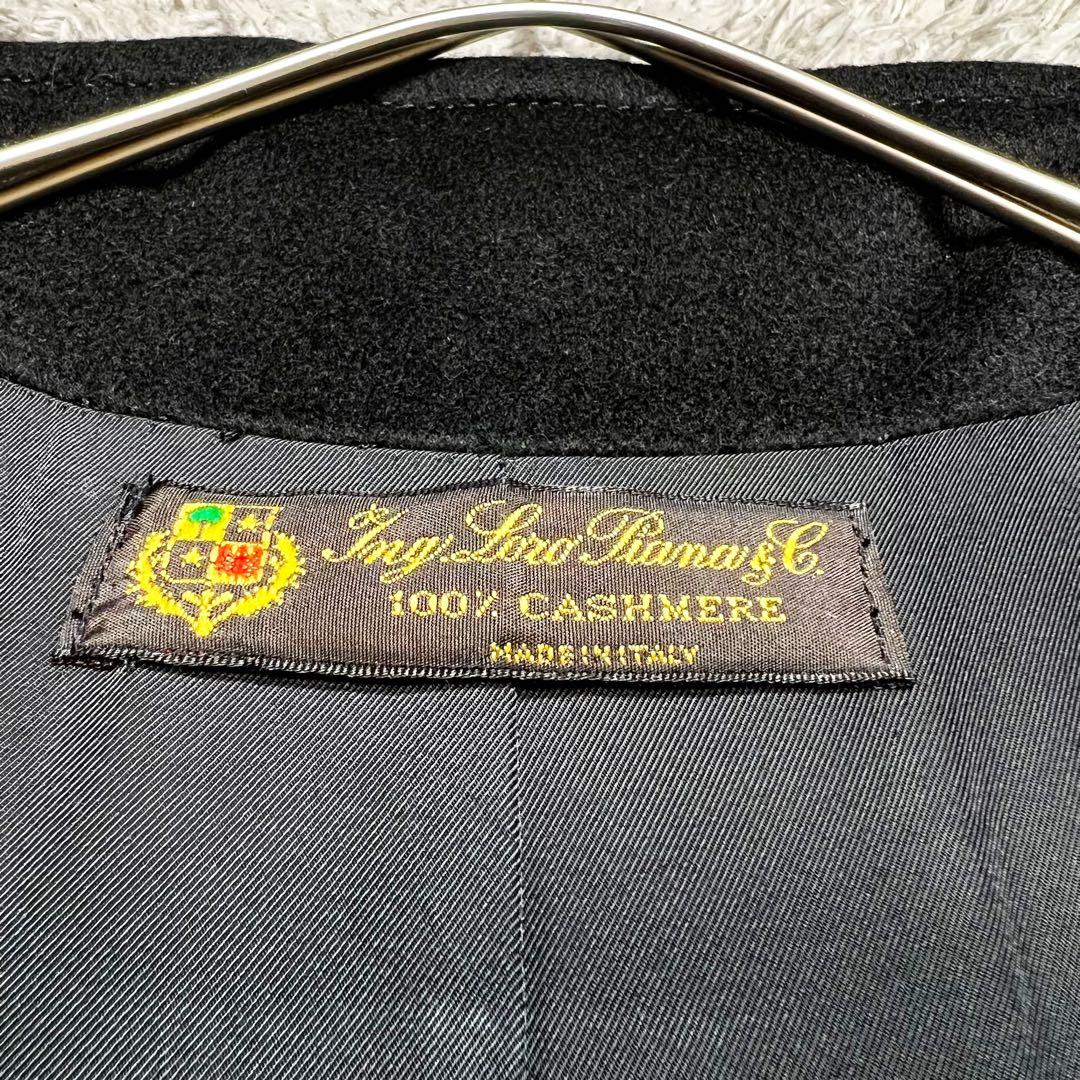 Ing. Loro Piana & C.
100% CASHMERE
MADE IN ITALY